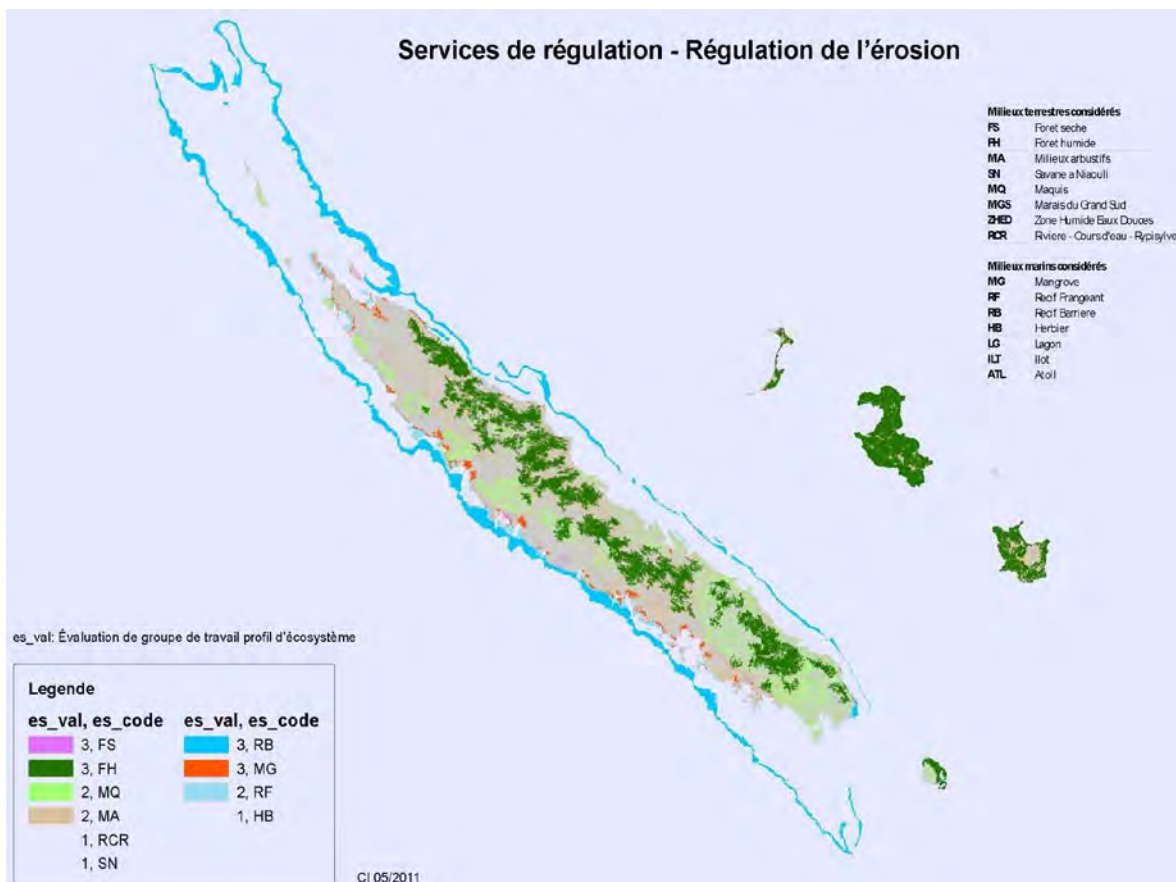 Services de régulation - Régulation de l'érosion
Milieux terrestres considérés
FS Foret seche
FH Foret humide
MA Milieux arbustifs
SN Savane a Niaouli
MQ Maquis
MGS Marais du Grand Sud
ZHED Zone Humide Eaux Douces
RCR Riviere - Cours d'eau - Rypisylve
Milieux marins considérés
MG Mangrove
RF Recif Frangeant
RB Recif Barriere
HB Herbier
LG Lagon
ILT Ilot
ATL Atoll
es_val: Évaluation de groupe de travail profil d'écosystème
Legende
es_val, es_code es_val, es_code
3, FS 3, RB
3, FH 3, MG
2, MQ 2, RF
2, MA 1, HB
1, RCR
1, SN
CI 05/2011